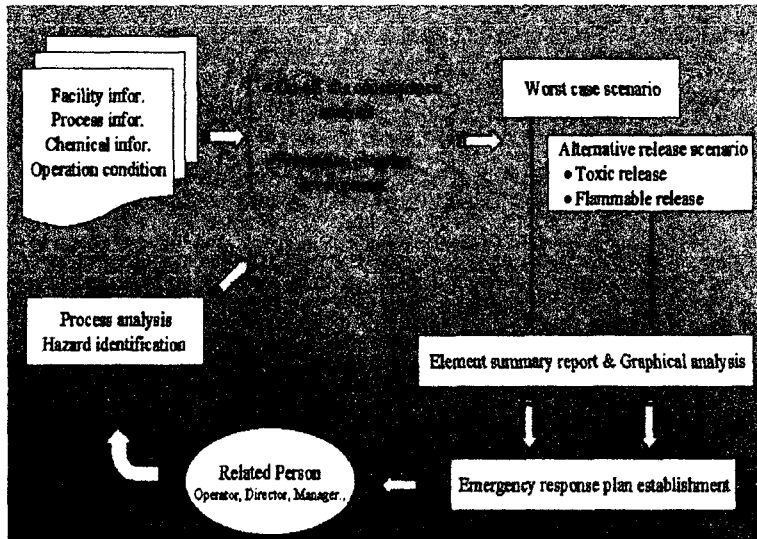 Facility infor.
Process infor.
Chemical infor.
Operation condition
analysis
Worst case scenario
Alternative release scenario
● Toxic release
● Flammable release
Process analysis
Hazard identification
Element summary report & Graphical analysis
Related Person
Operator, Director, Manager.,
Emergency response plan establishment